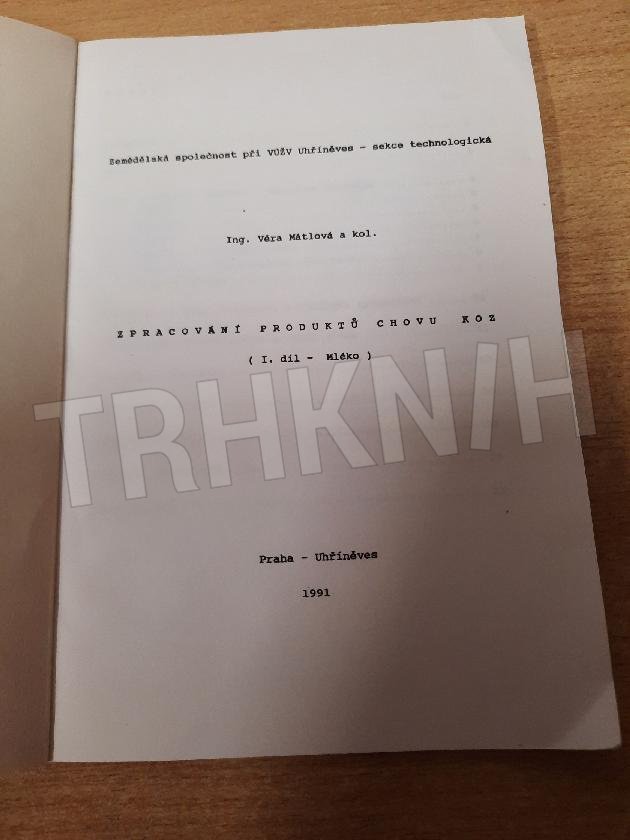 Zemědělská společnost při VÚŽV Uhříněves - sekce technologická
Ing. Věra Mátlová a kol.
ZPRACOVÁNÍ PRODUKTŮ CHOVU KOZ
( I. díl - Mléko )
TRHKNIH
Praha - Uhříněves
1991